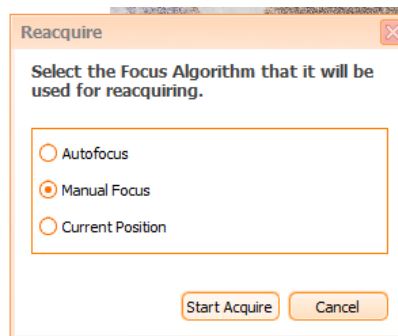 Reacquire
Select the Focus Algorithm that it will be
used for reacquiring.
Autofocus
Manual Focus
Current Position
Start Acquire Cancel